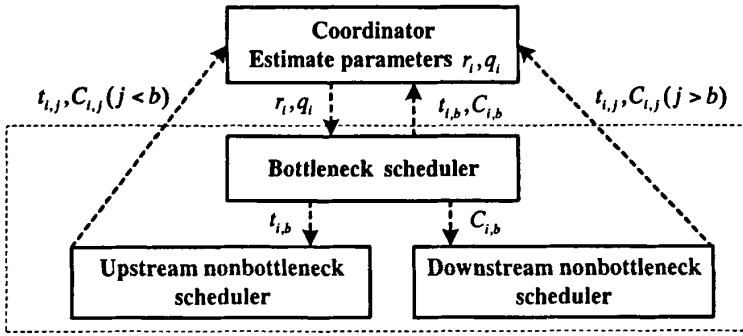 Coordinator
Estimate parameters r_i, q_i
t_{i,j}, C_{i,j} (j < b)
r_i, q_i
t_{i,b}, C_{i,b}
t_{i,j}, C_{i,j} (j > b)
Bottleneck scheduler
t_{i,b}
C_{i,b}
Upstream nonbottleneck
scheduler
Downstream nonbottleneck
scheduler